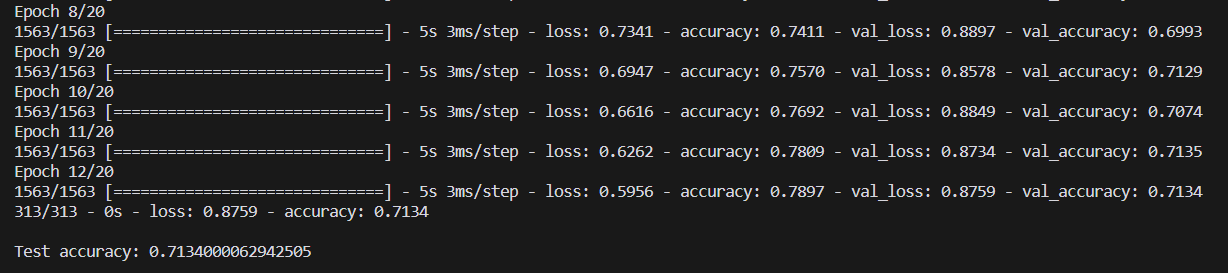 Epoch 8/20
1563/1563 [==============================] - 5s 3ms/step - loss: 0.7341 - accuracy: 0.7411 - val_loss: 0.8897 - val_accuracy: 0.6993
Epoch 9/20
1563/1563 [==============================] - 5s 3ms/step - loss: 0.6947 - accuracy: 0.7570 - val_loss: 0.8578 - val_accuracy: 0.7129
Epoch 10/20
1563/1563 [==============================] - 5s 3ms/step - loss: 0.6616 - accuracy: 0.7692 - val_loss: 0.8849 - val_accuracy: 0.7074
Epoch 11/20
1563/1563 [==============================] - 5s 3ms/step - loss: 0.6262 - accuracy: 0.7809 - val_loss: 0.8734 - val_accuracy: 0.7135
Epoch 12/20
1563/1563 [==============================] - 5s 3ms/step - loss: 0.5956 - accuracy: 0.7897 - val_loss: 0.8759 - val_accuracy: 0.7134
313/313 - 0s - loss: 0.8759 - accuracy: 0.7134
Test accuracy: 0.7134000062942505